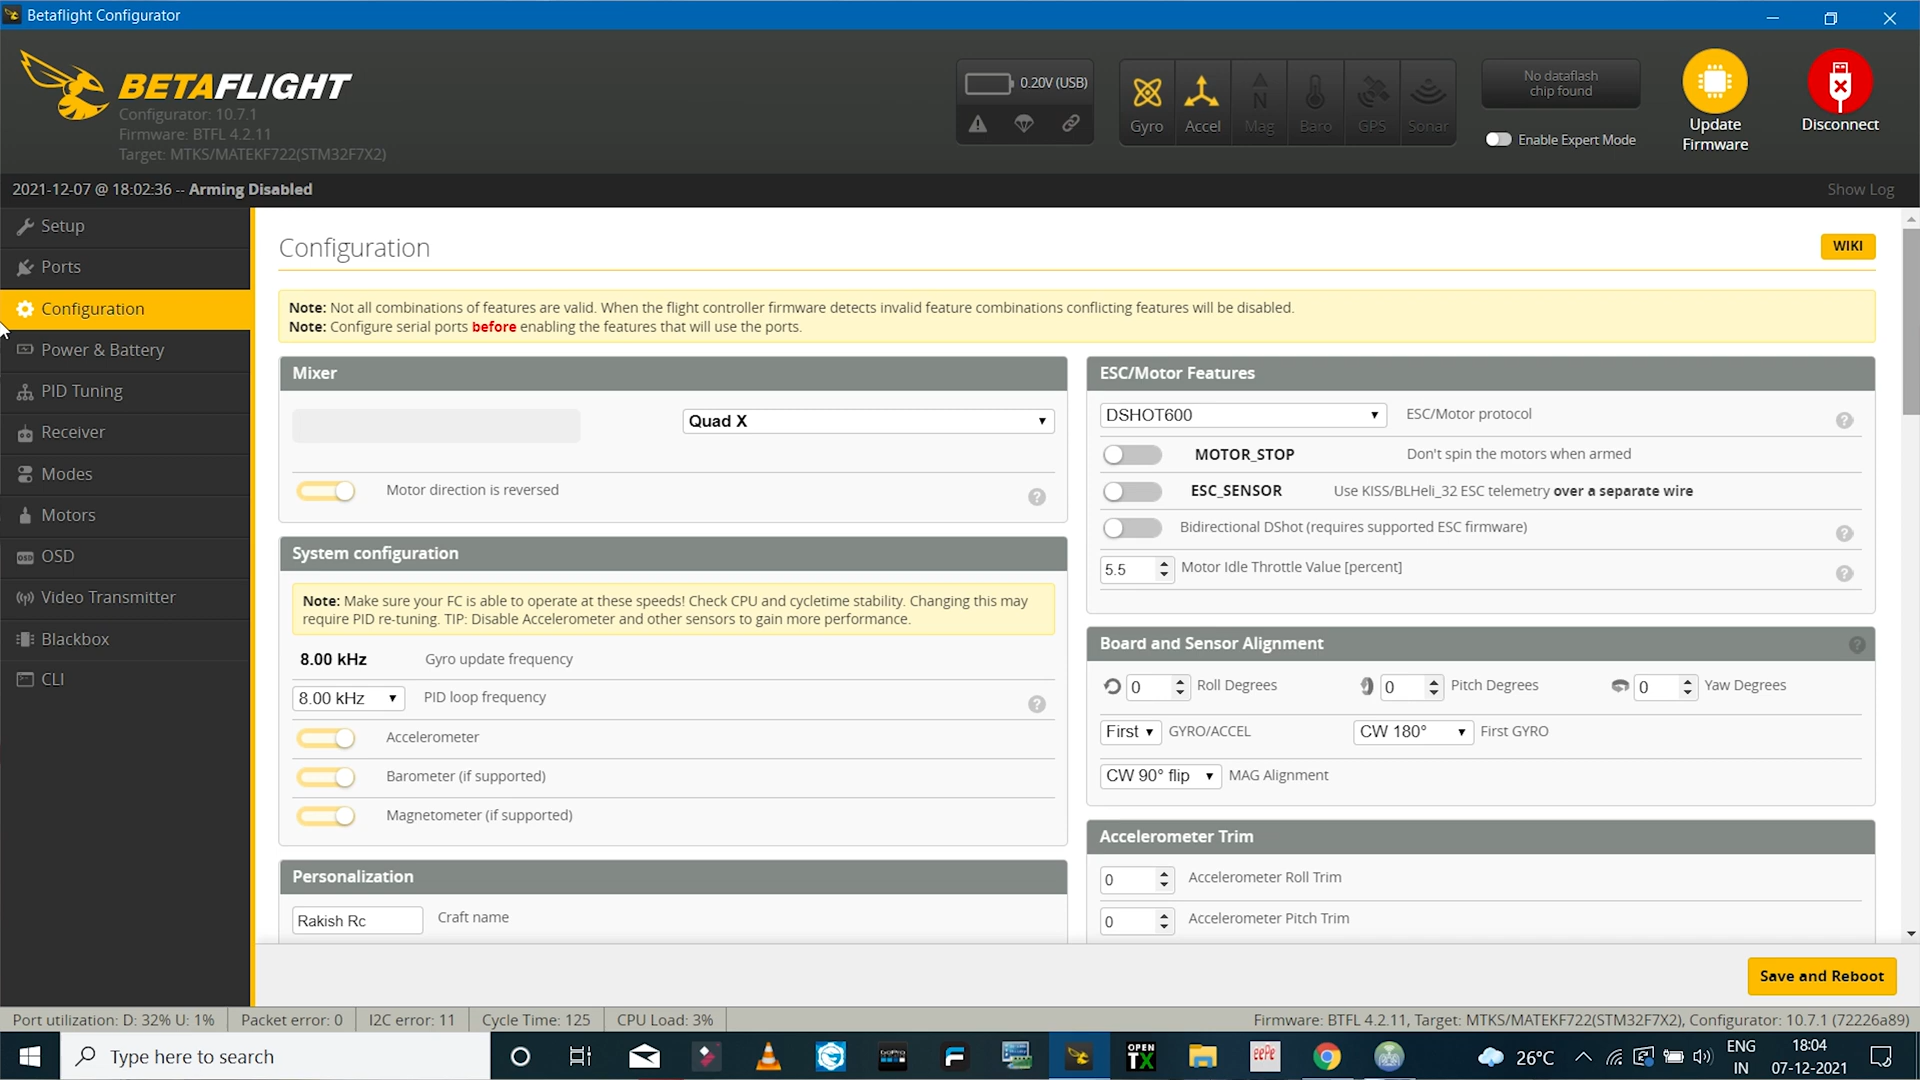 Betaflight Configurator
BETAFLIGHT
Configurator: 10.7.1
Firmware: BTFL 4.2.11
Target: MTKS/MATEKF722(STM32F7X2)
0.20V (USB)
Gyro
Accel
Mag
Baro
GPS
Sonar
No dataflash
chip found
Enable Expert Mode
Update
Firmware
Disconnect
2021-12-07 @ 18:02:36 -- Arming Disabled
Show Log
Setup
Ports
Configuration
Power & Battery
PID Tuning
Receiver
Modes
Motors
OSD
Video Transmitter
Blackbox
CLI
Configuration
WIKI
Note: Not all combinations of features are valid. When the flight controller firmware detects invalid feature combinations conflicting features will be disabled.
Note: Configure serial ports before enabling the features that will use the ports.
Mixer
Quad X
Motor direction is reversed
System configuration
Note: Make sure your FC is able to operate at these speeds! Check CPU and cycletime stability. Changing this may
require PID re-tuning. TIP: Disable Accelerometer and other sensors to gain more performance.
8.00 kHz Gyro update frequency
8.00 kHz PID loop frequency
Accelerometer
Barometer (if supported)
Magnetometer (if supported)
Personalization
Rakish Rc Craft name
ESC/Motor Features
DSHOT600 ESC/Motor protocol
MOTOR_STOP Don't spin the motors when armed
ESC_SENSOR Use KISS/BLHeli_32 ESC telemetry over a separate wire
Bidirectional DShot (requires supported ESC firmware)
5.5 Motor Idle Throttle Value [percent]
Board and Sensor Alignment
0 Roll Degrees 0 Pitch Degrees 0 Yaw Degrees
First GYRO/ACCEL CW 180° First GYRO
CW 90° flip MAG Alignment
Accelerometer Trim
0 Accelerometer Roll Trim
0 Accelerometer Pitch Trim
Save and Reboot
Port utilization: D: 32% U: 1% Packet error: 0 I2C error: 11 Cycle Time: 125 CPU Load: 3%
Firmware: BTFL 4.2.11, Target: MTKS/MATEKF722(STM32F7X2), Configurator: 10.7.1 (72226a89)
Type here to search
GoPro
OPEN
TX
26°C
ENG
IN
18:04
07-12-2021